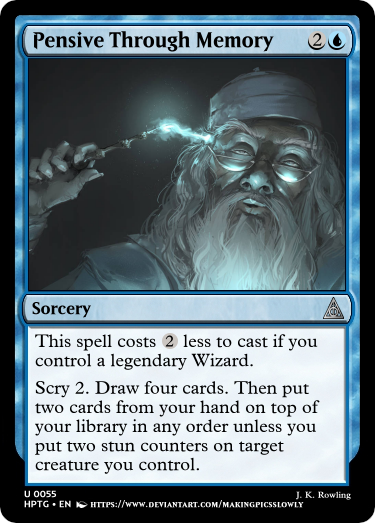 Pensive Through Memory 2
Sorcery
This spell costs 2 less to cast if you
control a legendary Wizard.
Scry 2. Draw four cards. Then put
two cards from your hand on top of
your library in any order unless you
put two stun counters on target
creature you control.
U 0055
J. K. Rowling
HPTG • EN HTTPS://WWW.DEVIANTART.COM/MAKINGPICSSLOWLY